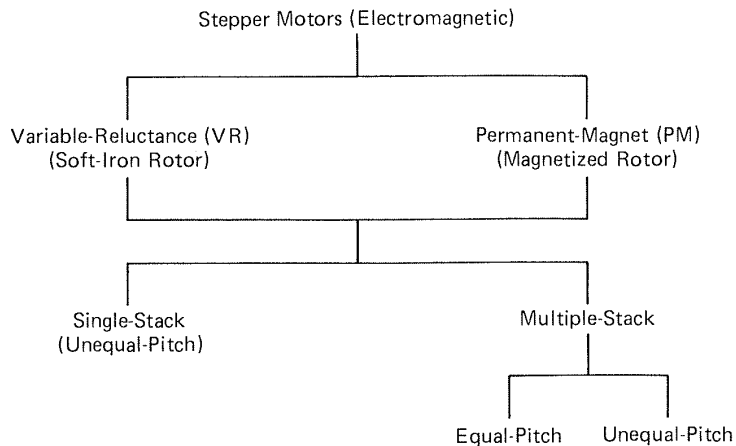 Stepper Motors (Electromagnetic)
Variable-Reluctance (VR)
(Soft-Iron Rotor)
Permanent-Magnet (PM)
(Magnetized Rotor)
Single-Stack
(Unequal-Pitch)
Multiple-Stack
Equal-Pitch
Unequal-Pitch